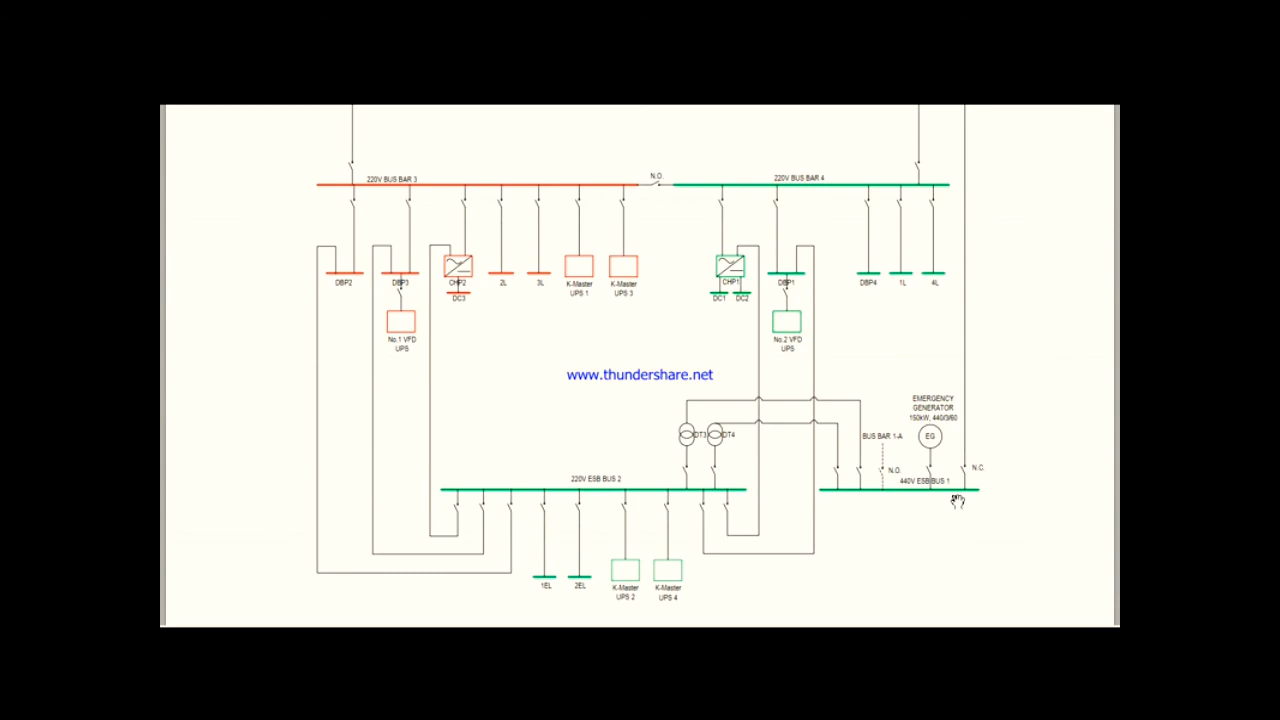 N.O.
220V BUS BAR 3
220V BUS BAR 4
DBP2
DBP3
CHP2
2L
3L
K-Master
UPS 1
K-Master
UPS 3
CHP1
DBP1
DBP4
1L
4L
DC3
DC1
DC2
No.1 VFD
UPS
No.2 VFD
UPS
www.thundershare.net
EMERGENCY
GENERATOR
150kW, 440/3/60
DT3
DT4
BUS BAR 1-A
EG
N.O.
N.C.
220V ESB BUS 2
440V ESB BUS 1
1EL
2EL
K-Master
UPS 2
K-Master
UPS 4